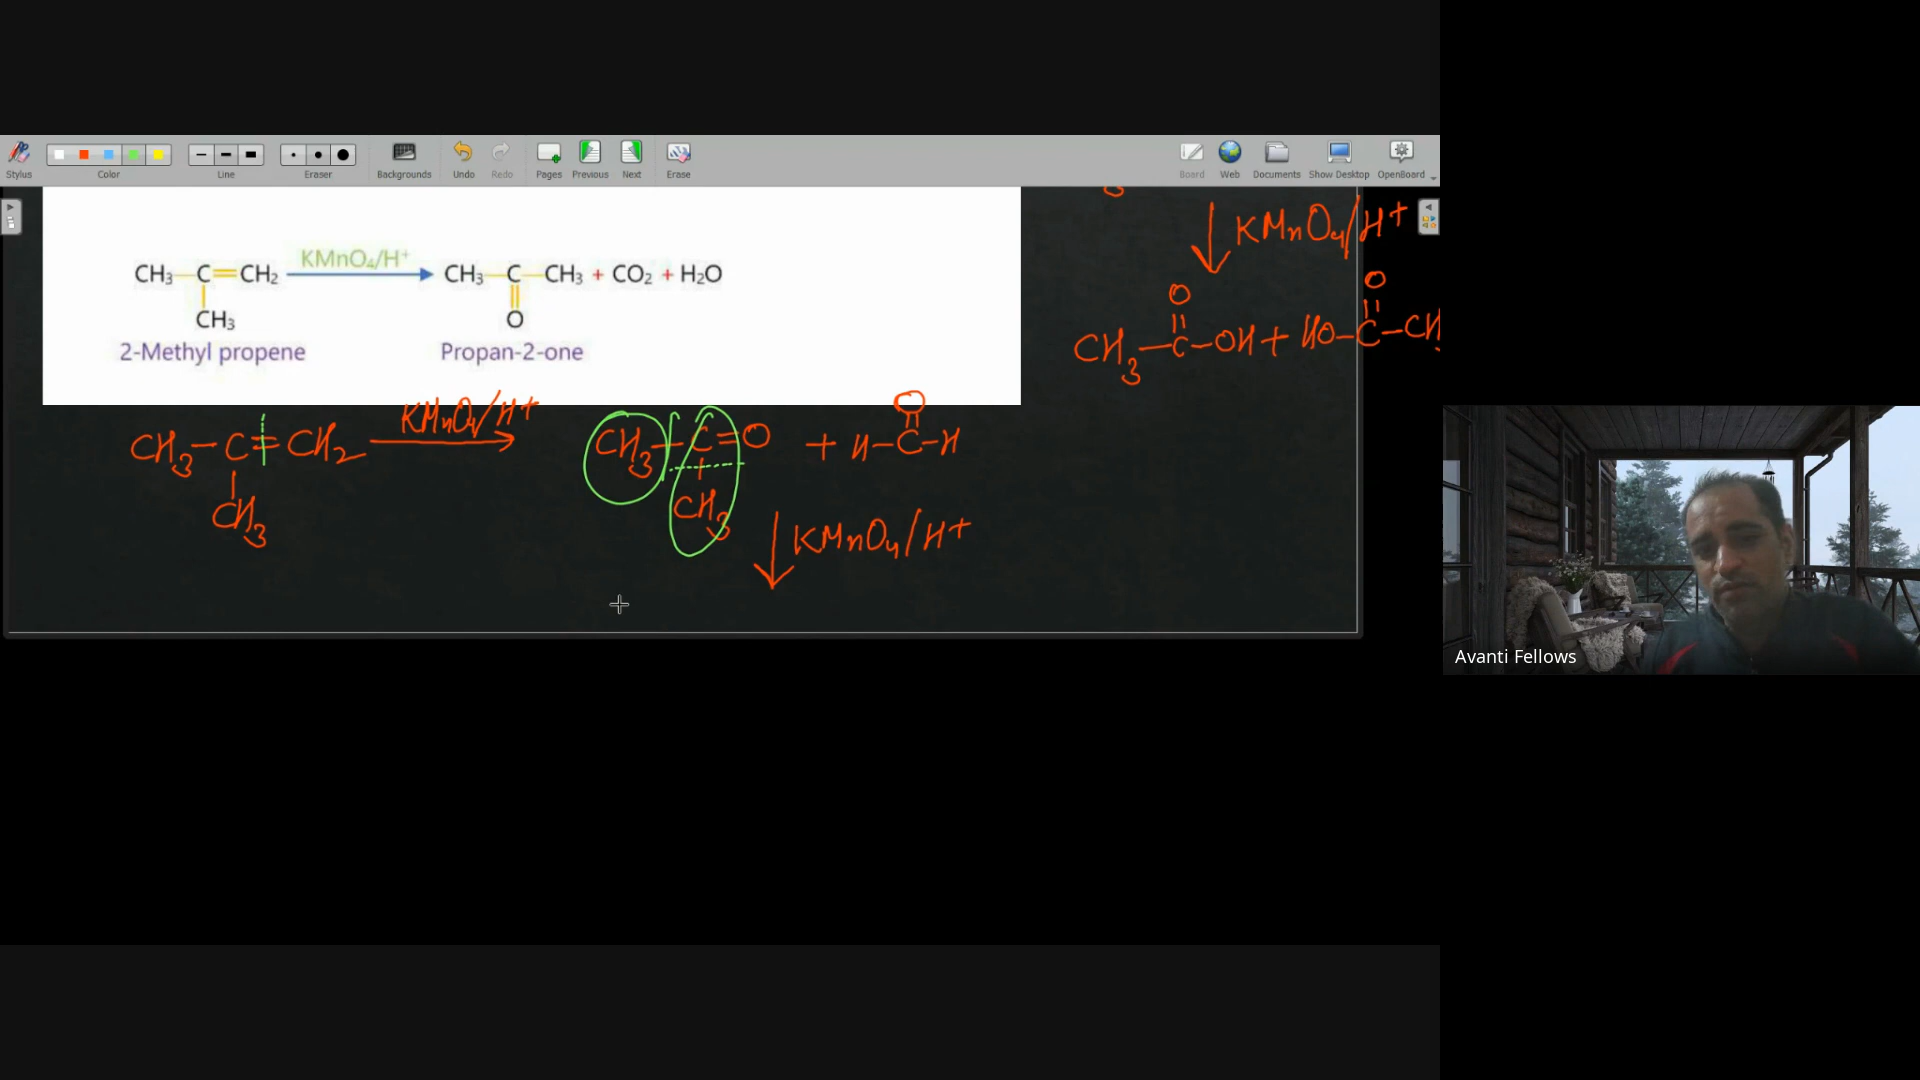 Stylus Color Line Eraser Backgrounds Undo Redo Pages Previous Next Erase Board Web Documents Show Desktop OpenBoard
CH3—C=CH2 KMnO4/H+ CH3—C—CH3 + CO2 + H2O
CH3 O
2-Methyl propene Propan-2-one
KMnO4/H+
O O
CH3—C—OH + HO—C—CH
CH3—C=CH2 KMnO4/H+ CH3—C=O + H—C—H
O
CH3 CH3
KMnO4/H+
Avanti Fellows